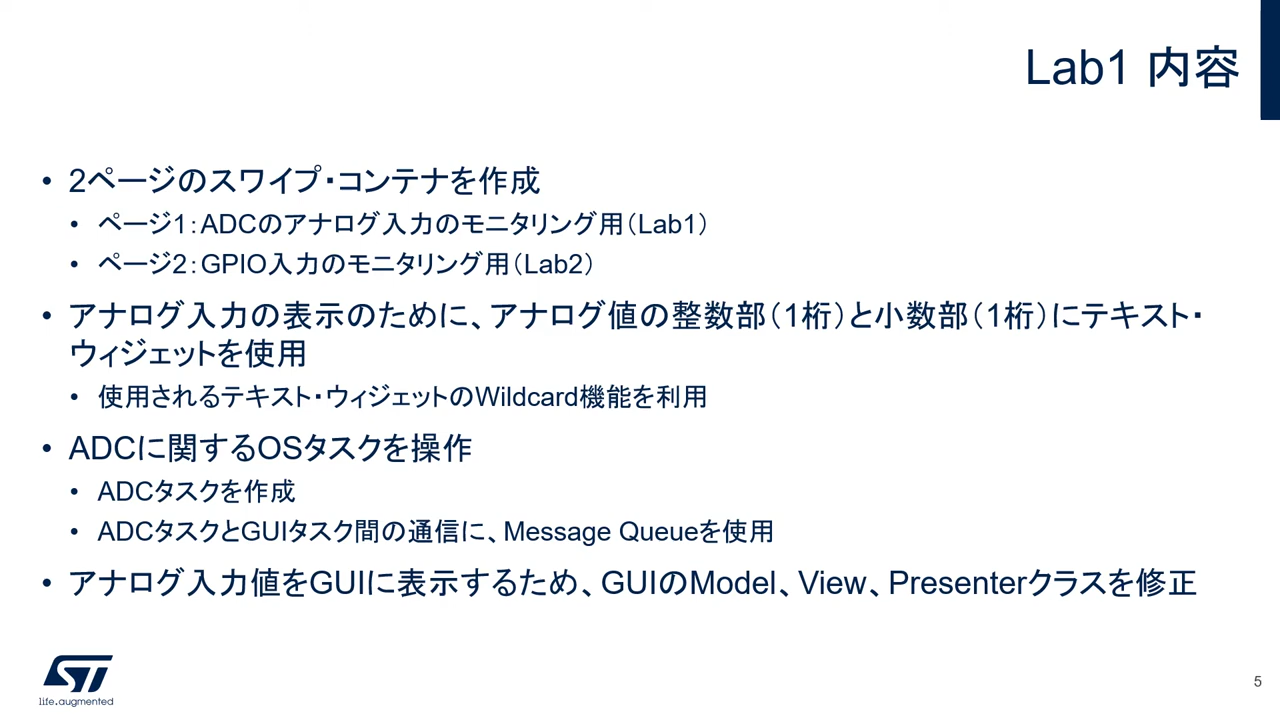 Lab1 内容
• 2ページのスワイプ・コンテナを作成
• ページ1：ADCのアナログ入力のモニタリング用（Lab1）
• ページ2：GPIO入力のモニタリング用（Lab2）
• アナログ入力の表示のために、アナログ値の整数部（1桁）と小数部（1桁）にテキスト・
ウィジェットを使用
• 使用されるテキスト・ウィジェットのWildcard機能を利用
• ADCに関するOSタスクを操作
• ADCタスクを作成
• ADCタスクとGUIタスク間の通信に、Message Queueを使用
• アナログ入力値をGUIに表示するため、GUIのModel、View、Presenterクラスを修正
ST
life.augmented
5